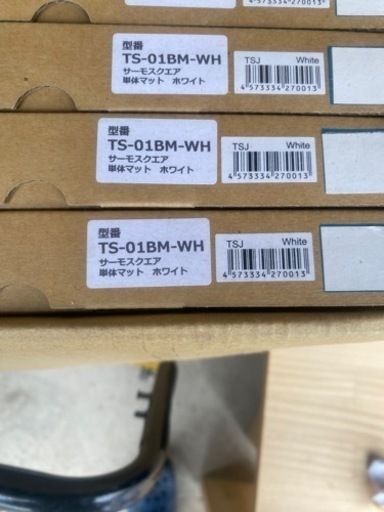 4573334270013
型番
TS-01BM-WH
サーモスクエア
単体マット ホワイト
TSJ White
4573334270013
型番
TS-01BM-WH
サーモスクエア
単体マット ホワイト
TSJ White
4573334270013
型番
TS-01BM-WH
サーモスクエア
単体マット ホワイト
TSJ White
4573334270013